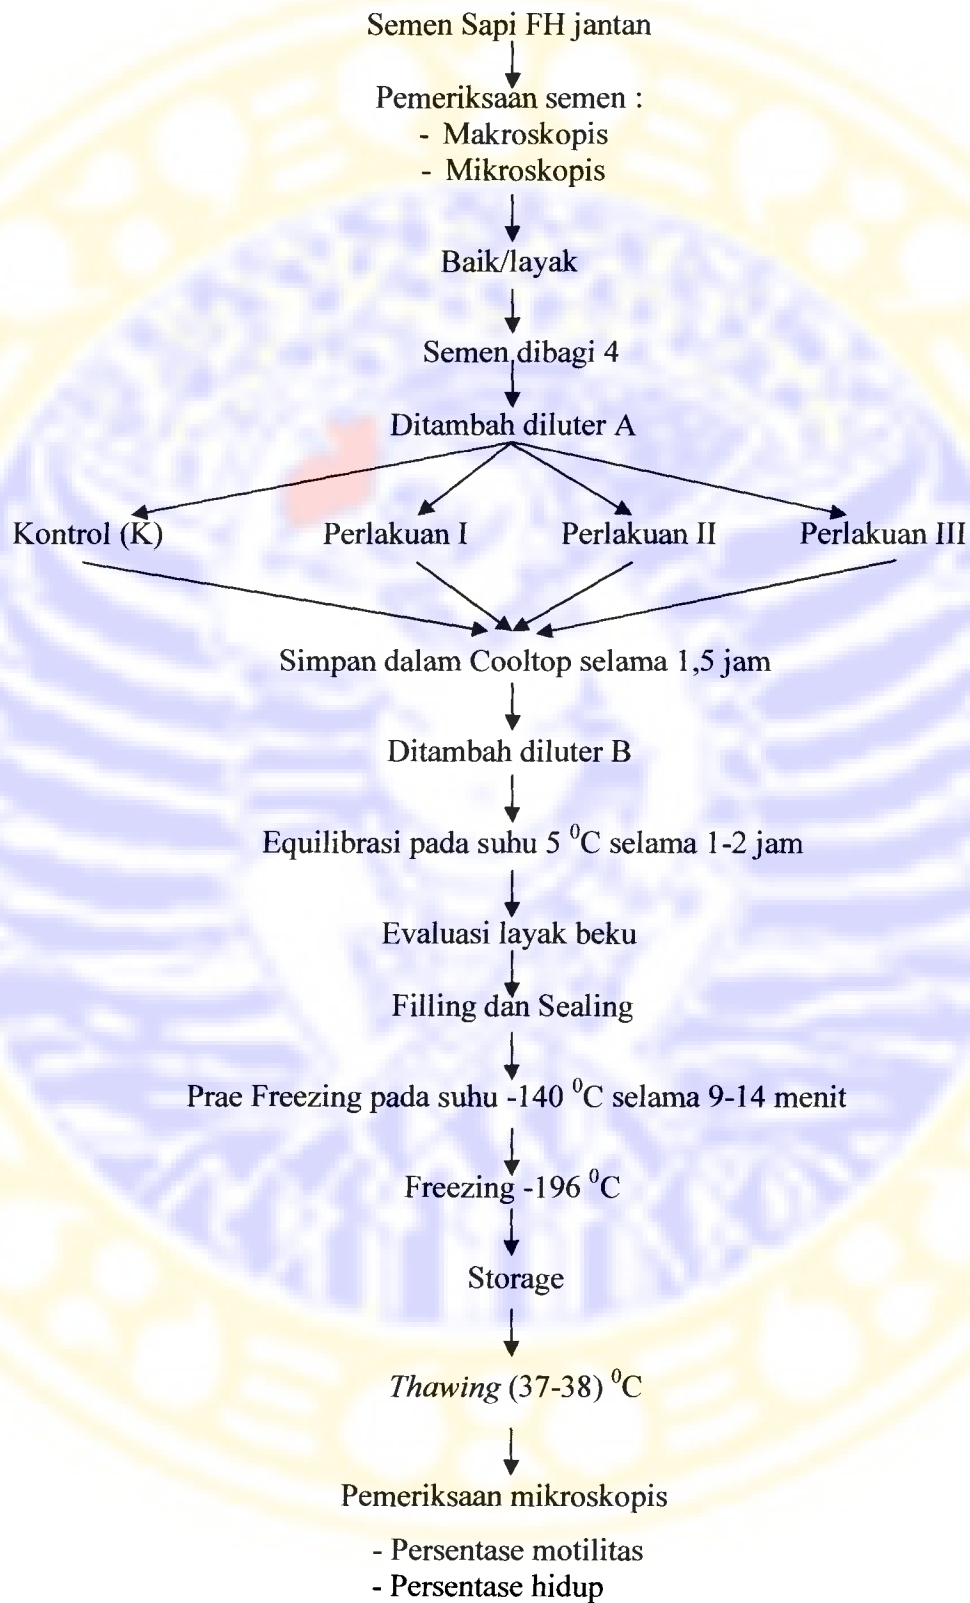 Semen Sapi FH jantan
Pemeriksaan semen :
- Makroskopis
- Mikroskopis
Baik/layak
Semen dibagi 4
Ditambah diluter A
Kontrol (K) Perlakuan I Perlakuan II Perlakuan III
Simpan dalam Cooltop selama 1,5 jam
Ditambah diluter B
Equilibrasi pada suhu 5 ⁰C selama 1-2 jam
Evaluasi layak beku
Filling dan Sealing
Prae Freezing pada suhu -140 ⁰C selama 9-14 menit
Freezing -196 ⁰C
Storage
Thawing (37-38) ⁰C
Pemeriksaan mikroskopis
- Persentase motilitas
- Persentase hidup